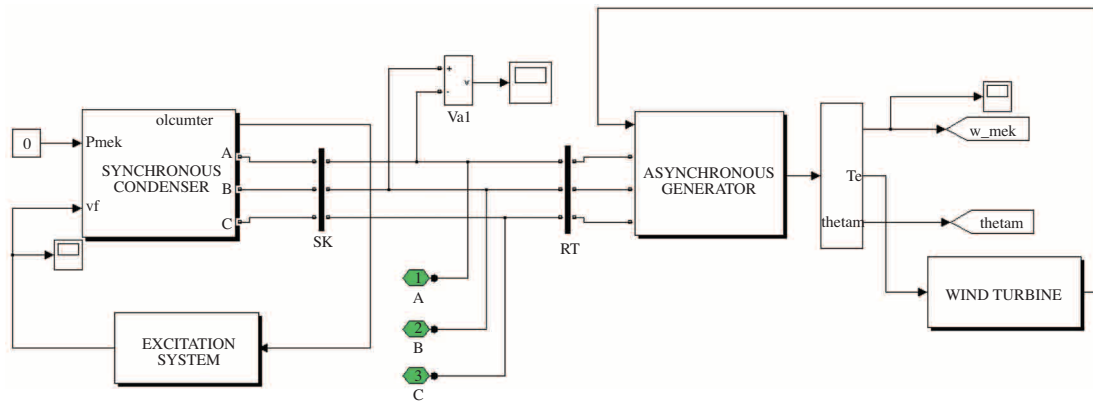 0
Pmek
olcumter
SYNCHRONOUS
CONDENSER
vf
A
B
C
SK
+
-
v
Va1
RT
ASYNCHRONOUS
GENERATOR
Te
thetam
w_mek
thetam
WIND TURBINE
EXCITATION
SYSTEM
1
A
2
B
3
C